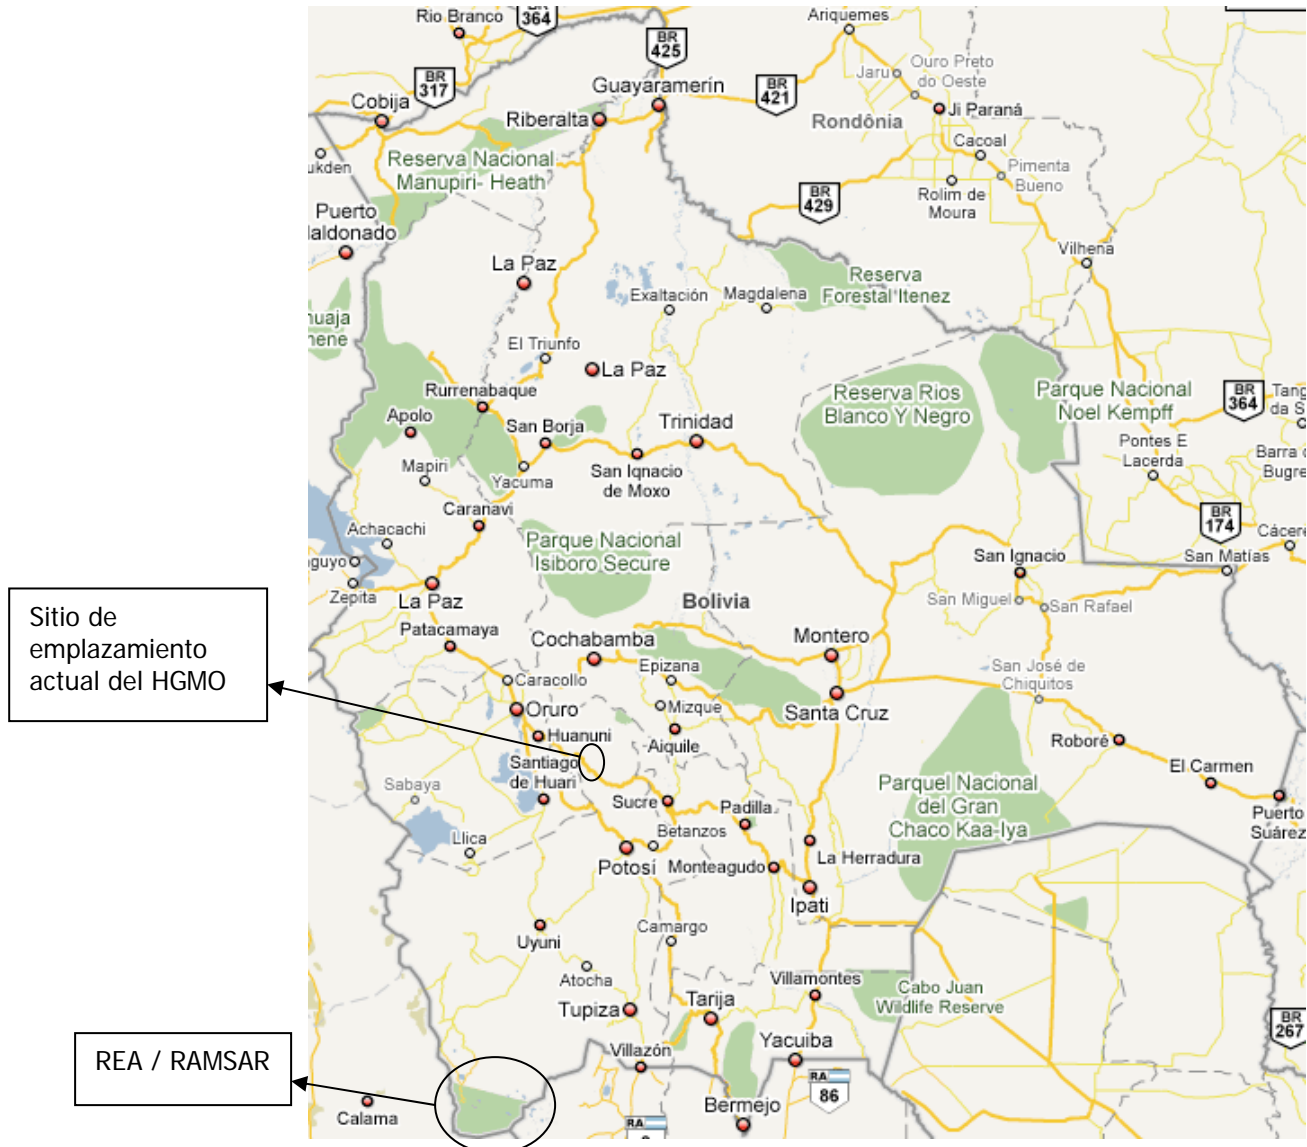 Rio Branco
BR
364
BR
425
Ariquemes
BR
317
Cobija
Guayaramerín
BR
421
Jaru
Ouro Preto
do Oeste
Riberalta
Rondônia
Ji Paraná
Cacoal
Reserva Nacional
Manupiri- Heath
Pimenta
Bueno
Rolim de
Moura
BR
429
Puerto
Vilhena
La Paz
Reserva
Forestal Itenez
Exaltación
Magdalena
El Triunfo
La Paz
Rurrenabaque
Reserva Rios
Blanco Y Negro
Parque Nacional
Noel Kempff
BR
364
Apolo
San Borja
Trinidad
Pontes E
Lacerda
Mapiri
Yacuma
San Ignacio
de Moxo
Caranavi
BR
174
Achacachi
Parque Nacional
Isiboro Secure
San Ignacio
San Matías
Zepita
La Paz
San Miguel
San Rafael
Bolivia
Sitio de
emplazamiento
actual del HGMO
Patacamaya
Cochabamba
Montero
Epizana
Caracollo
San José de
Chiquitos
Oruro
Mizque
Santa Cruz
Huanuni
Aiquile
Roboré
Santiago
de Huari
El Carmen
Sabaya
Sucre
Padilla
Parquel Nacional
del Gran
Chaco Kaa-Iya
Puerto
Suárez
Llica
Betanzos
Potosí
Monteagudo
La Herradura
Ipati
Uyuni
Camargo
Atocha
Villamontes
Cabo Juan
Wildlife Reserve
Tupiza
Tarija
BR
267
REA / RAMSAR
Villazón
Yacuiba
RA
86
Calama
Bermejo
RA